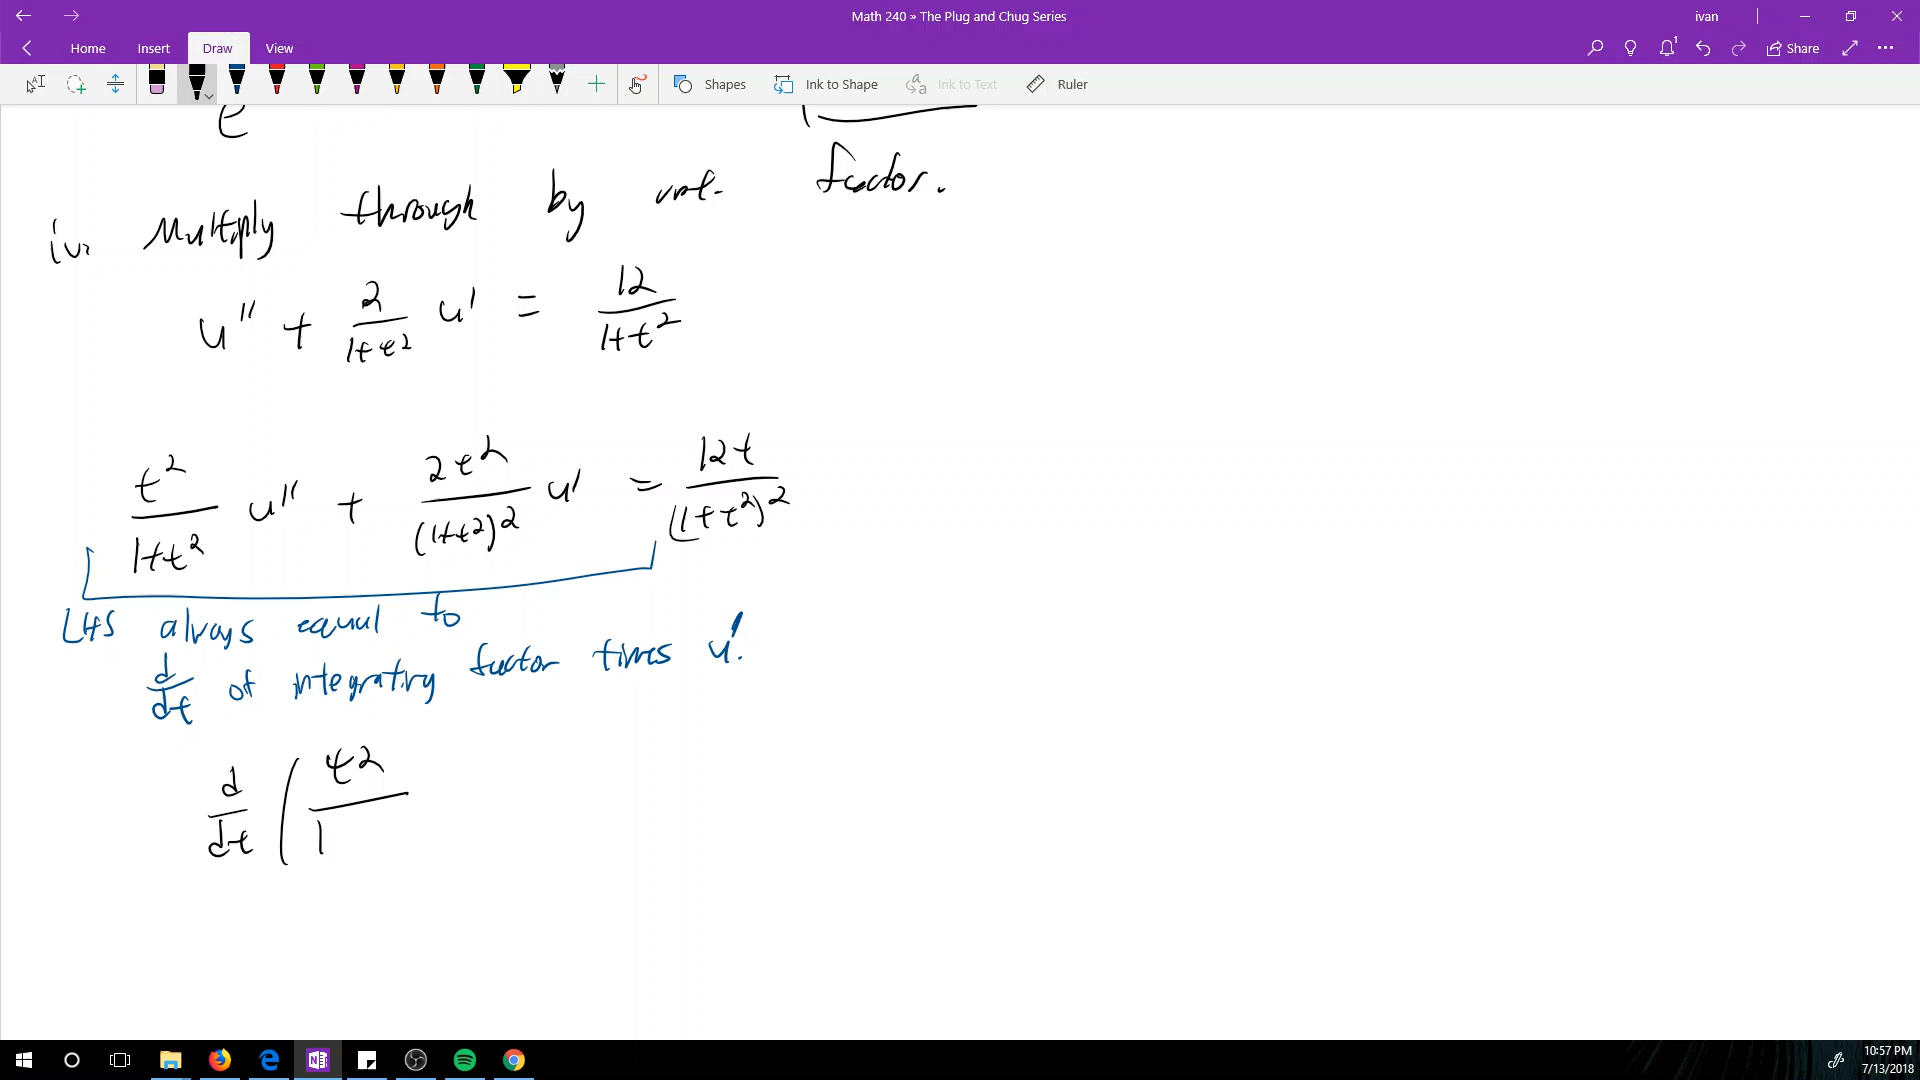 Math 240 » The Plug and Chug Series
ivan
Home Insert Draw View
1
Share
Shapes Ink to Shape Ink to Text Ruler
e
iv. Multiply through by int. factor.
u'' + 2/(1+t²) u' = 12/(1+t²)
t²/(1+t²) u'' + 2t²/(1+t²)² u' = 12t/(1+t²)²
LHS always equal to
d/dt of integrating factor times u'.
d/dt ( t2/1
10:57 PM
7/13/2018